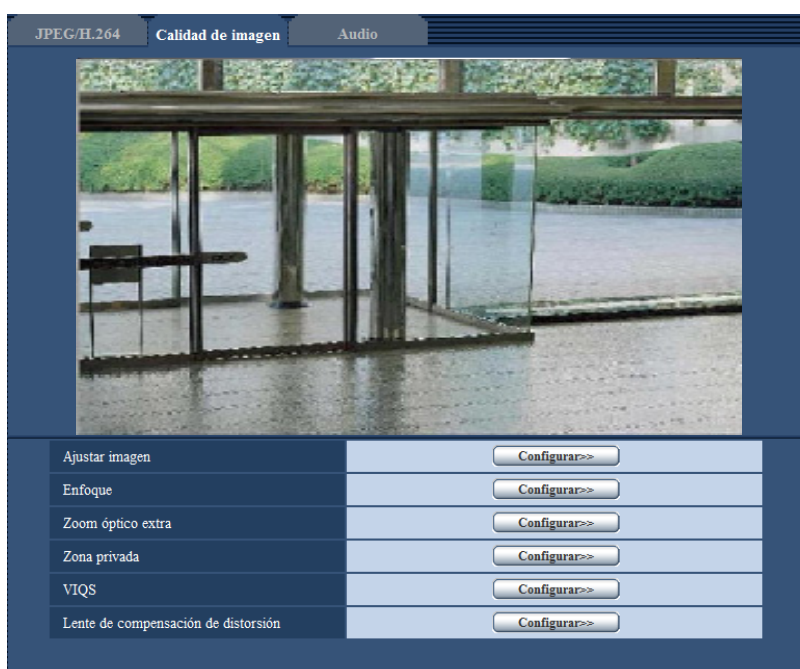 JPEG/H.264 Calidad de imagen Audio
Ajustar imagen Configurar>>
Enfoque Configurar>>
Zoom óptico extra Configurar>>
Zona privada Configurar>>
VIQS Configurar>>
Lente de compensación de distorsión Configurar>>